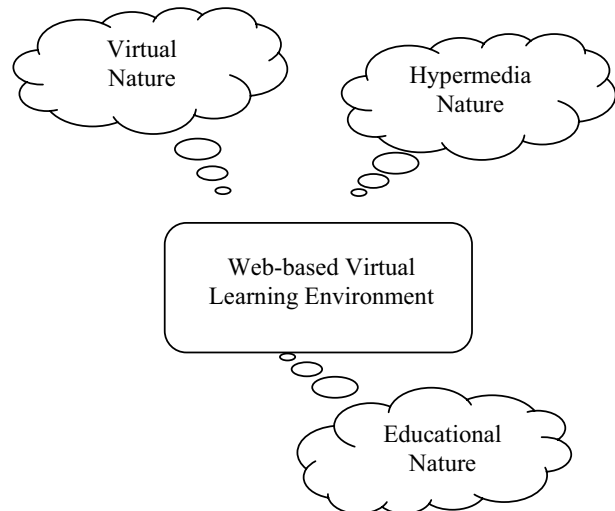 Virtual
Nature
Hypermedia
Nature
Web-based Virtual
Learning Environment
Educational
Nature